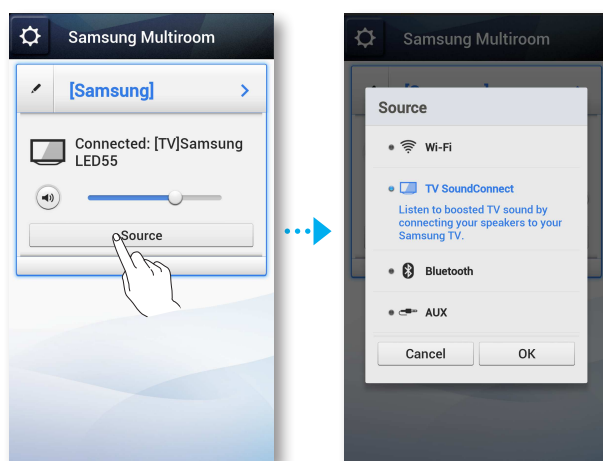 Samsung Multiroom
[Samsung]
Connected: [TV]Samsung
LED55
Source
Samsung Multiroom
Source
Wi-Fi
TV SoundConnect
Listen to boosted TV sound by
connecting your speakers to your
Samsung TV.
Bluetooth
AUX
Cancel
OK